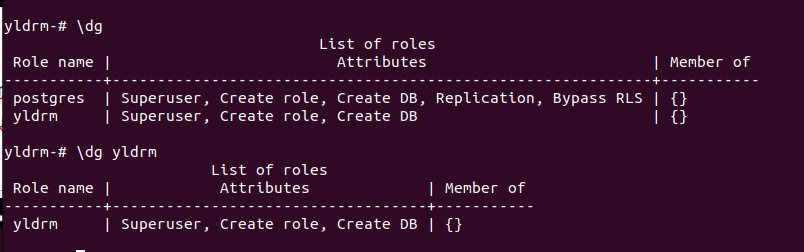 yldrm-# \dg
                                   List of roles
 Role name |                         Attributes                         | Member of
-----------+------------------------------------------------------------+-----------
 postgres  | Superuser, Create role, Create DB, Replication, Bypass RLS | {}
 yldrm     | Superuser, Create role, Create DB                          | {}
yldrm-# \dg yldrm
                       List of roles
 Role name |            Attributes             | Member of
-----------+-----------------------------------+-----------
 yldrm     | Superuser, Create role, Create DB | {}